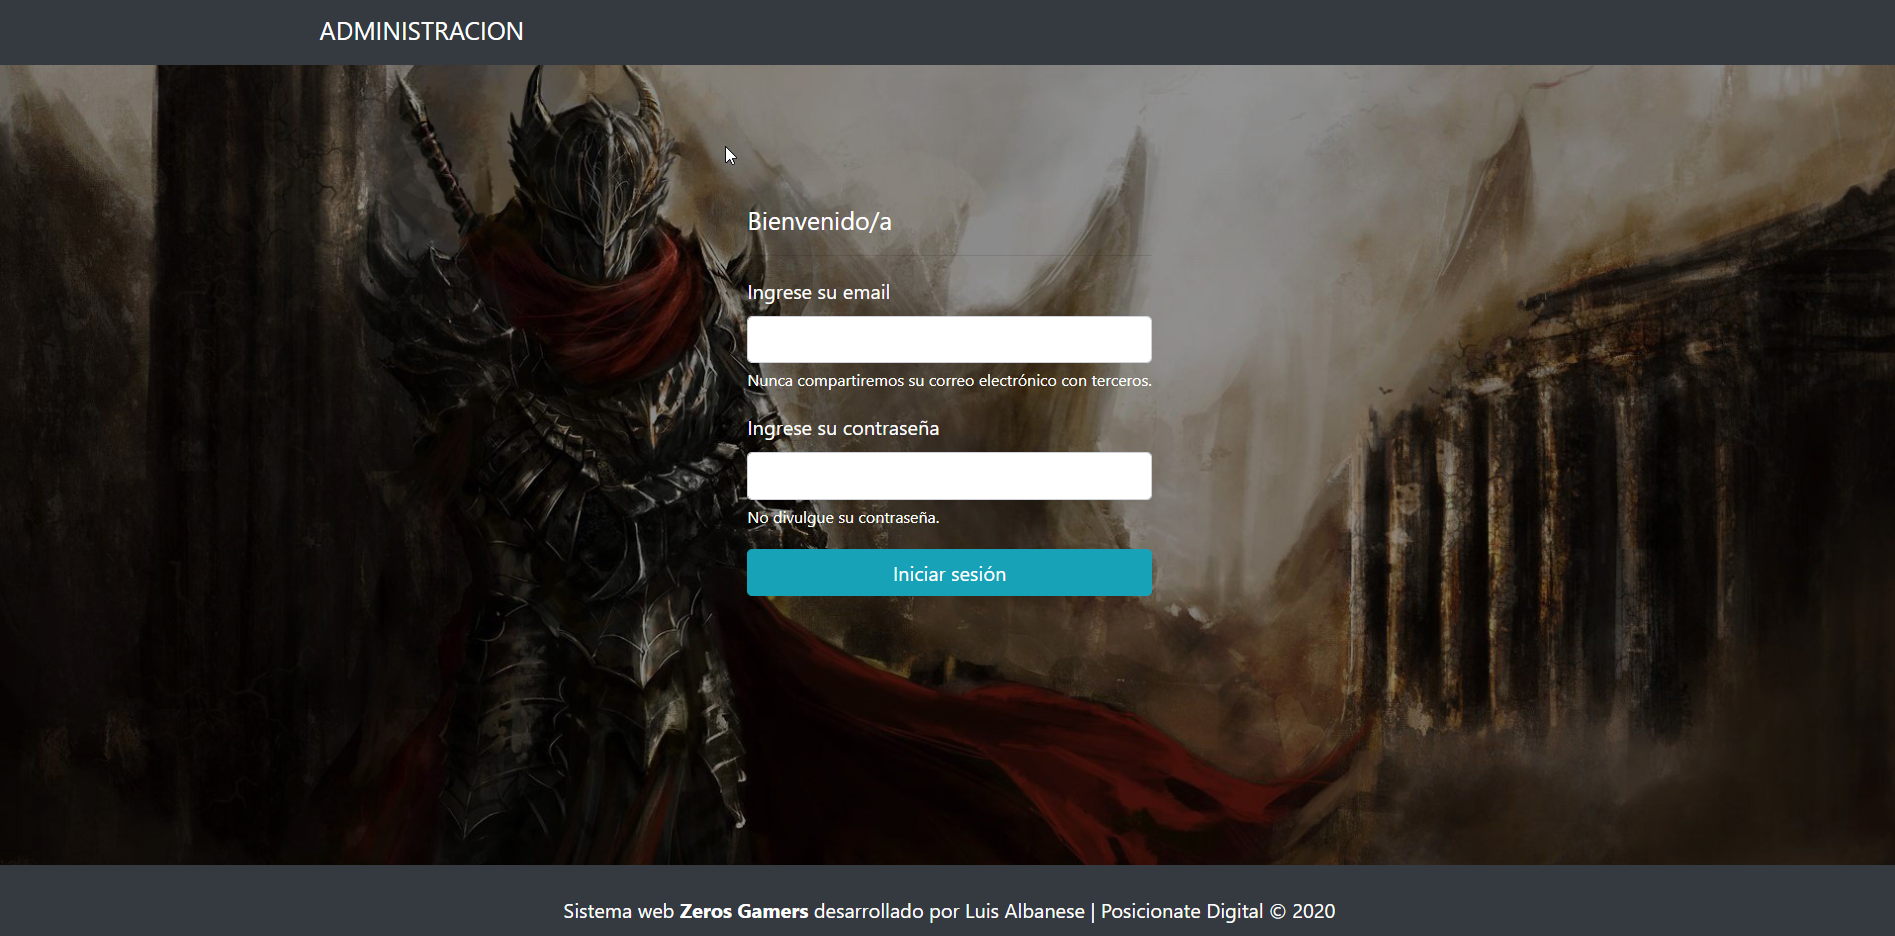 ADMINISTRACION
Bienvenido/a
Ingrese su email
Nunca compartiremos su correo electrónico con terceros.
Ingrese su contraseña
No divulgue su contraseña.
Iniciar sesión
Sistema web Zeros Gamers desarrollado por Luis Albanese | Posicionate Digital © 2020